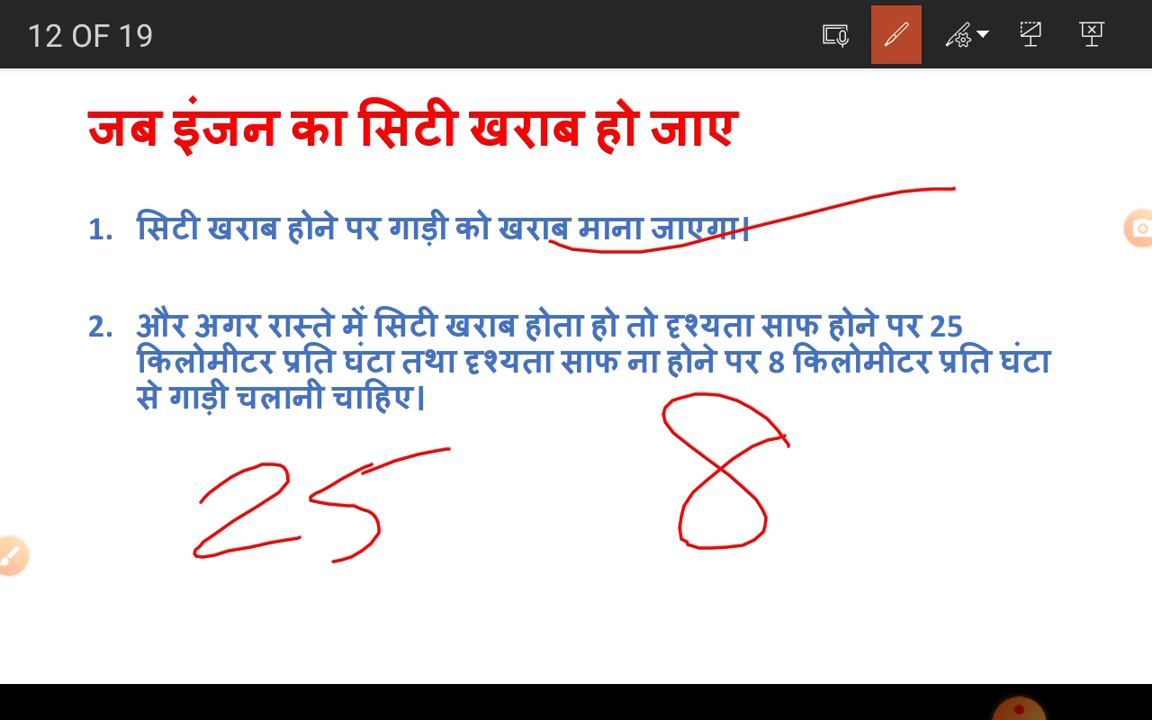 12 OF 19
जब इंजन का सिटी खराब हो जाए
1. सिटी खराब होने पर गाड़ी को खराब माना जाएगा|
2. और अगर रास्ते में सिटी खराब होता हो तो दृश्यता साफ होने पर 25
किलोमीटर प्रति घंटा तथा दृश्यता साफ ना होने पर 8 किलोमीटर प्रति घंटा
से गाड़ी चलानी चाहिए|
25 8